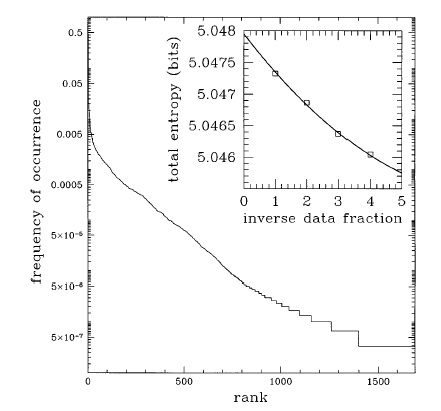 frequency of occurrence
0.5
0.05
0.005
0.0005
5×10⁻⁵
5×10⁻⁶
5×10⁻⁷
0 500 1000 1500
rank
total entropy (bits)
5.048
5.0475
5.047
5.0465
5.046
0 1 2 3 4 5
inverse data fraction